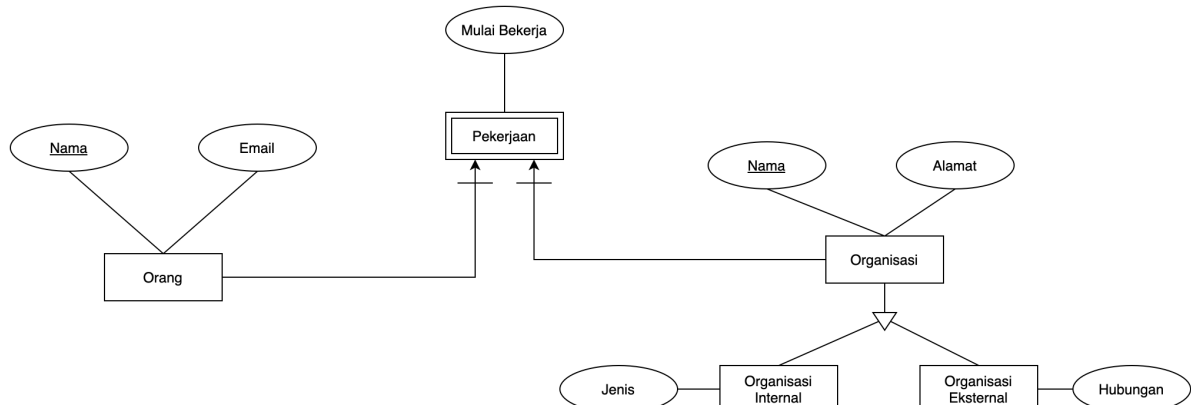 Mulai Bekerja
Pekerjaan
Nama
Email
Orang
Nama
Alamat
Organisasi
Jenis
Organisasi
Internal
Organisasi
Eksternal
Hubungan